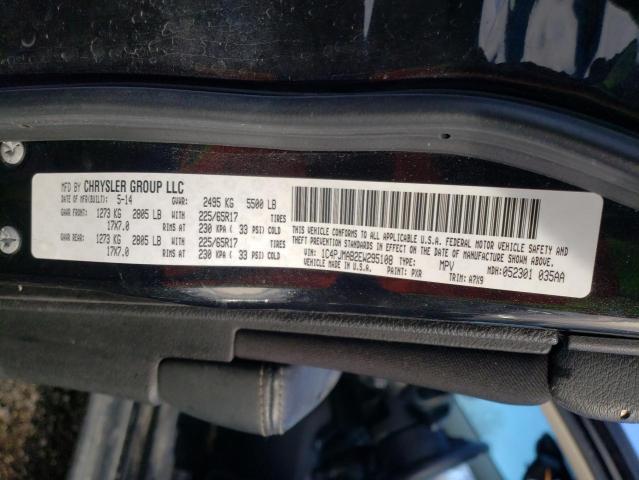 MFD BY CHRYSLER GROUP LLC
DATE OF MFG(BUILT): 5-14 GVWR: 2495 KG 5500 LB
GAWR FRONT: 1273 KG 2805 LB WITH 225/65R17 TIRES
17X7.0 RIMS AT 230 KPA ( 33 PSI) COLD
GAWR REAR: 1273 KG 2805 LB WITH 225/65R17 TIRES
17X7.0 RIMS AT 230 KPA ( 33 PSI) COLD
THIS VEHICLE CONFORMS TO ALL APPLICABLE U.S.A. FEDERAL MOTOR VEHICLE SAFETY AND
THEFT PREVENTION STANDARDS IN EFFECT ON THE DATE OF MANUFACTURE SHOWN ABOVE.
VIN: 1C4PJMAB2EW295108 TYPE: MPV MDH: 052301 035AA
VEHICLE MADE IN U.S.A. PAINT: PXR TRIM: A7X9